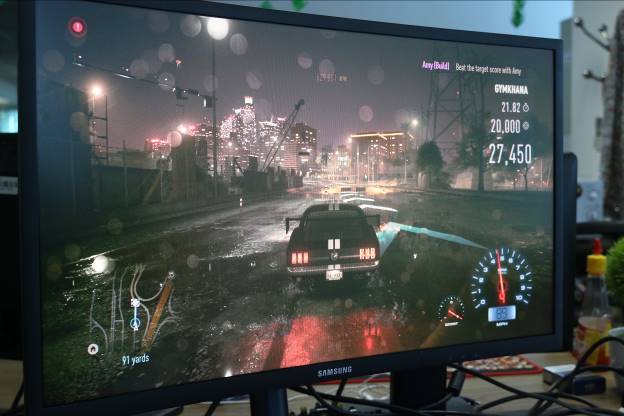 Amy [Build] Beat the target score with Amy
GYMKHANA
21.82
20,000
27,450
91 yards
SAMSUNG